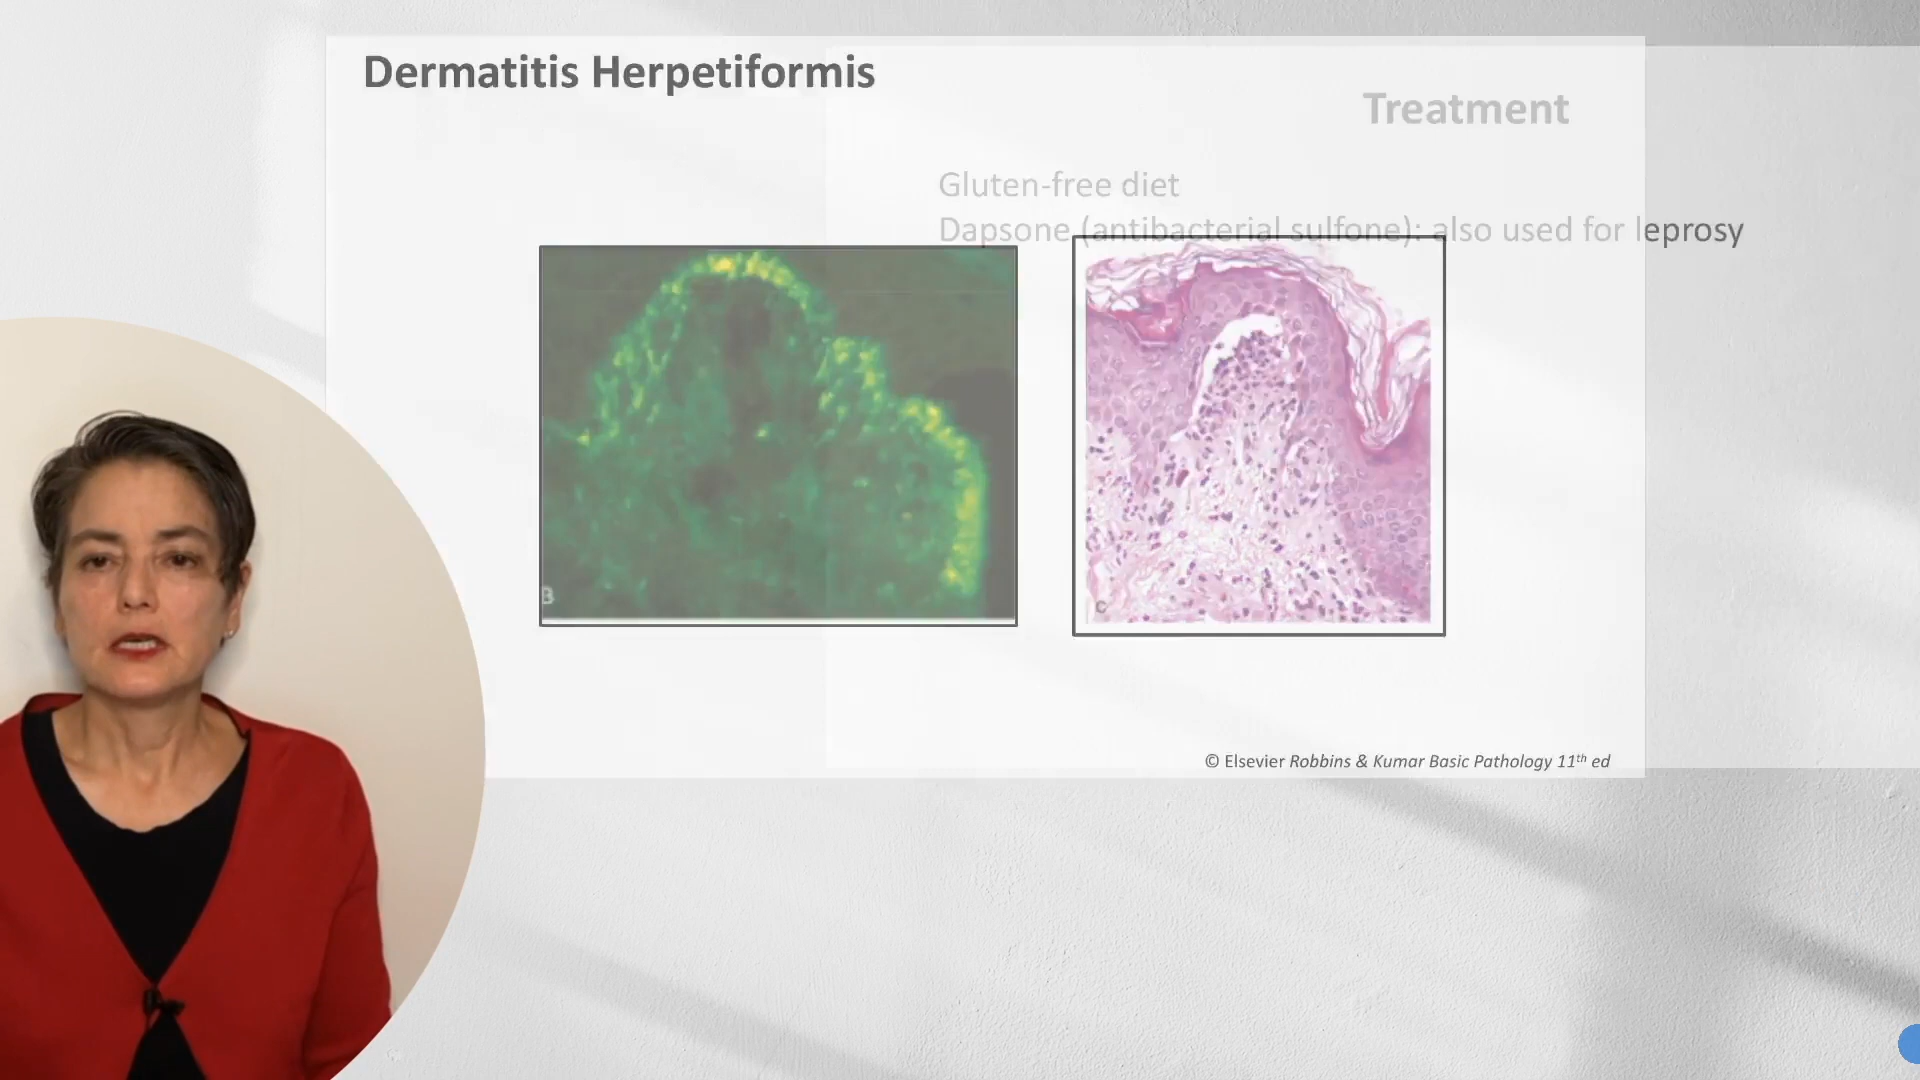 Dermatitis Herpetiformis
Treatment
Gluten-free diet
Dapsone (antibacterial sulfone): also used for leprosy
B
C
© Elsevier Robbins & Kumar Basic Pathology 11th ed